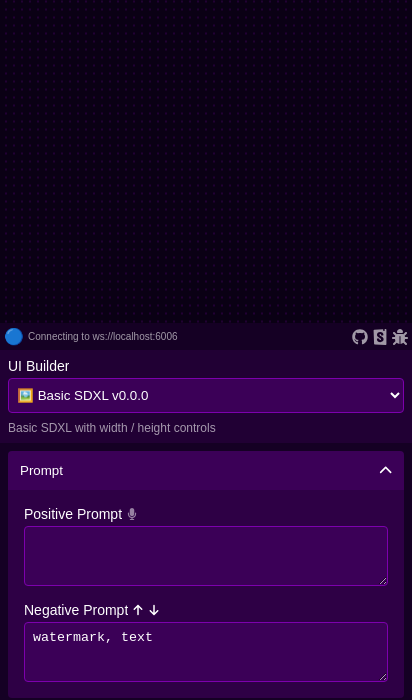 Connecting to ws://localhost:6006
UI Builder
🖼️ Basic SDXL v0.0.0
Basic SDXL with width / height controls
Prompt
Positive Prompt
Negative Prompt ↑ ↓
watermark, text